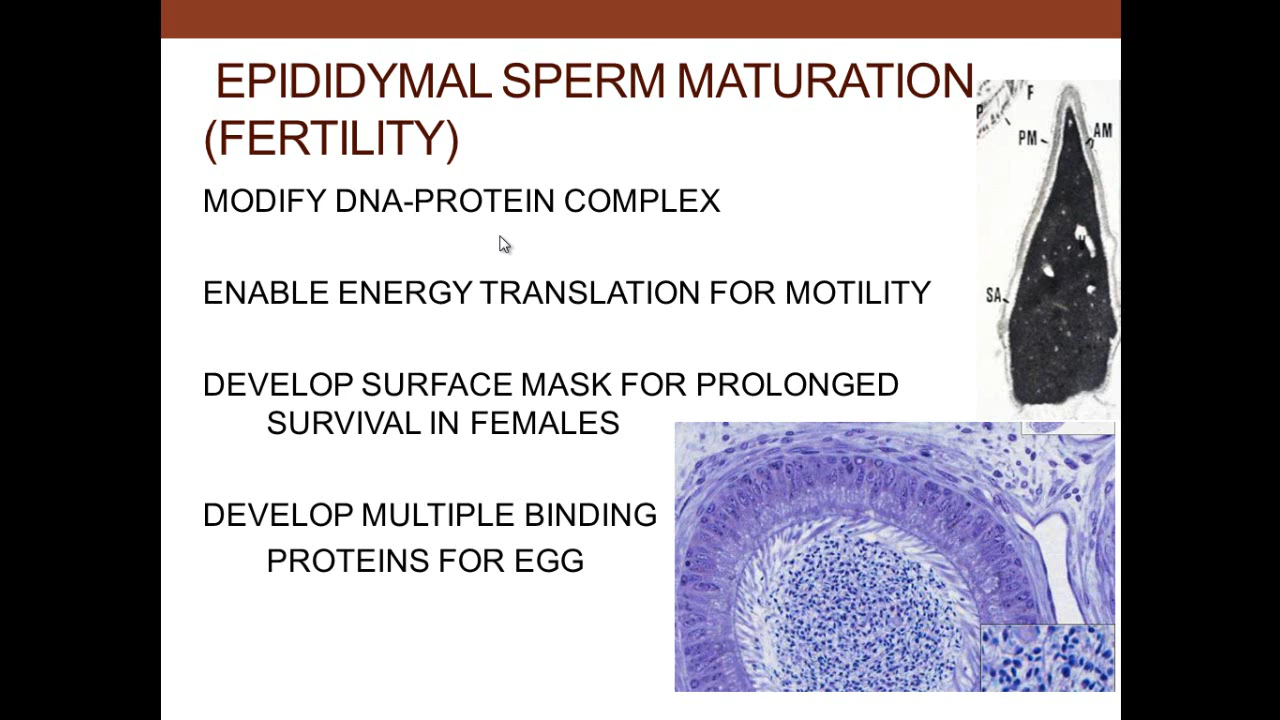 EPIDIDYMAL SPERM MATURATION
(FERTILITY)
MODIFY DNA-PROTEIN COMPLEX
ENABLE ENERGY TRANSLATION FOR MOTILITY
DEVELOP SURFACE MASK FOR PROLONGED
SURVIVAL IN FEMALES
DEVELOP MULTIPLE BINDING
PROTEINS FOR EGG
F
P
PM
AM
SA